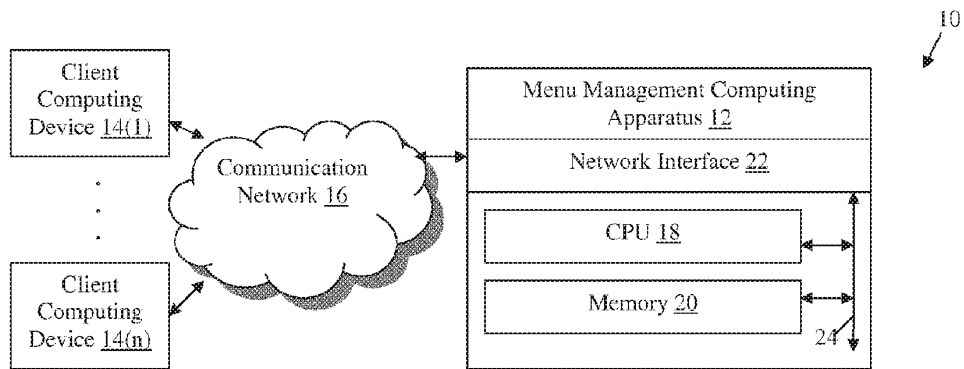 10
Client
Computing
Device 14(1)
Menu Management Computing
Apparatus 12
Network Interface 22
Communication
Network 16
CPU 18
Memory 20
24
Client
Computing
Device 14(n)